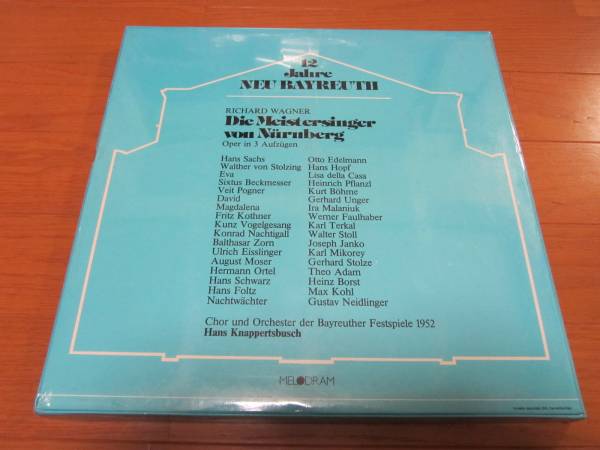 12
Jahre
NEU BAYREUTH
RICHARD WAGNER
Die Meistersinger
von Nürnberg
Oper in 3 Aufzügen
Hans Sachs Otto Edelmann
Walther von Stolzing Hans Hopf
Eva Lisa della Casa
Sixtus Beckmesser Heinrich Pflanzl
Veit Pogner Kurt Böhme
David Gerhard Unger
Magdalena Ira Malaniuk
Fritz Kothner Werner Faulhaber
Kunz Vogelgesang Karl Terkal
Konrad Nachtigall Walter Stoll
Balthasar Zorn Joseph Janko
Ulrich Eisslinger Karl Mikorey
August Moser Gerhard Stolze
Hermann Ortel Theo Adam
Hans Schwarz Heinz Borst
Hans Foltz Max Kohl
Nachtwächter Gustav Neidlinger
Chor und Orchester der Bayreuther Festspiele 1952
Hans Knappertsbusch
MELODRAM